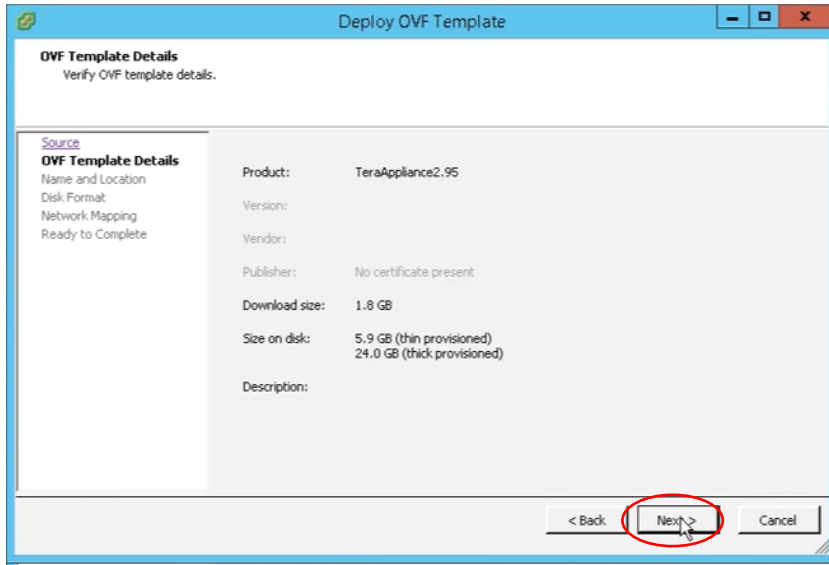 Deploy OVF Template
OVF Template Details
Verify OVF template details.
Source
OVF Template Details
Name and Location
Disk Format
Network Mapping
Ready to Complete
Product: TeraAppliance2.95
Version:
Vendor:
Publisher: No certificate present
Download size: 1.8 GB
Size on disk: 5.9 GB (thin provisioned)
24.0 GB (thick provisioned)
Description:
< Back Next > Cancel